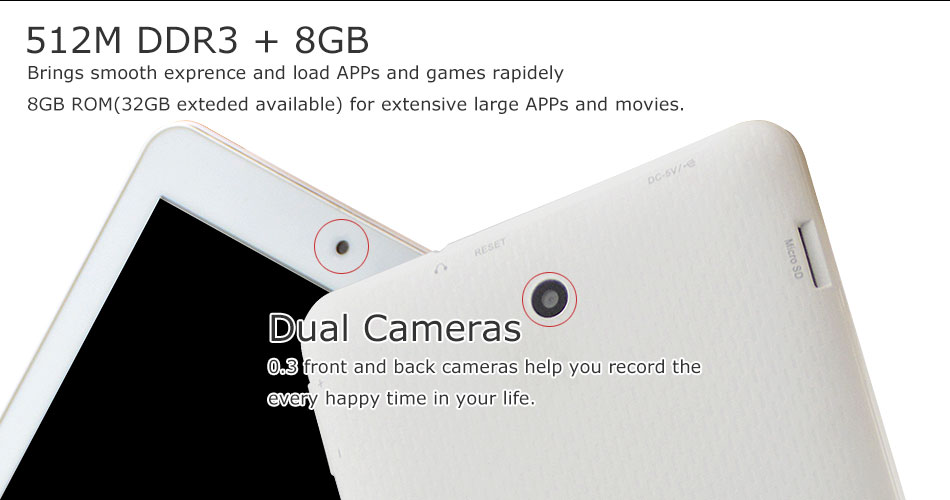 512M DDR3 + 8GB
Brings smooth exprence and load APPs and games rapidely
8GB ROM(32GB exteded available) for extensive large APPs and movies.
DC-5V/
RESET
Micro SD
Dual Cameras
0.3 front and back cameras help you record the
every happy time in your life.